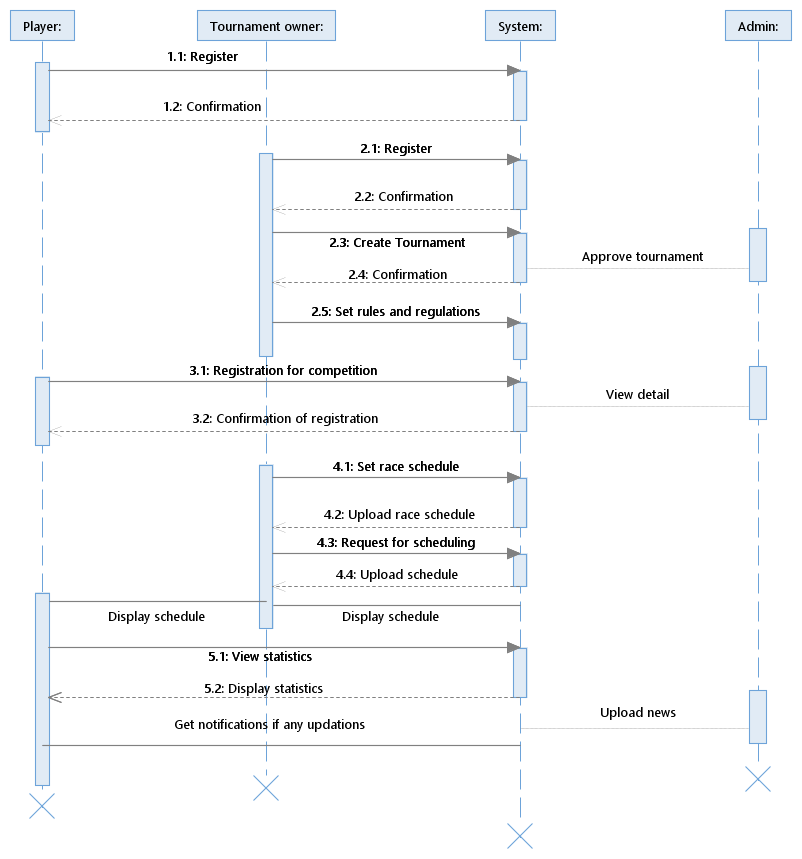 Player:
Tournament owner:
System:
Admin:
1.1: Register
1.2: Confirmation
2.1: Register
2.2: Confirmation
2.3: Create Tournament
Approve tournament
2.4: Confirmation
2.5: Set rules and regulations
3.1: Registration for competition
View detail
3.2: Confirmation of registration
4.1: Set race schedule
4.2: Upload race schedule
4.3: Request for scheduling
4.4: Upload schedule
Display schedule
Display schedule
5.1: View statistics
5.2: Display statistics
Upload news
Get notifications if any updations